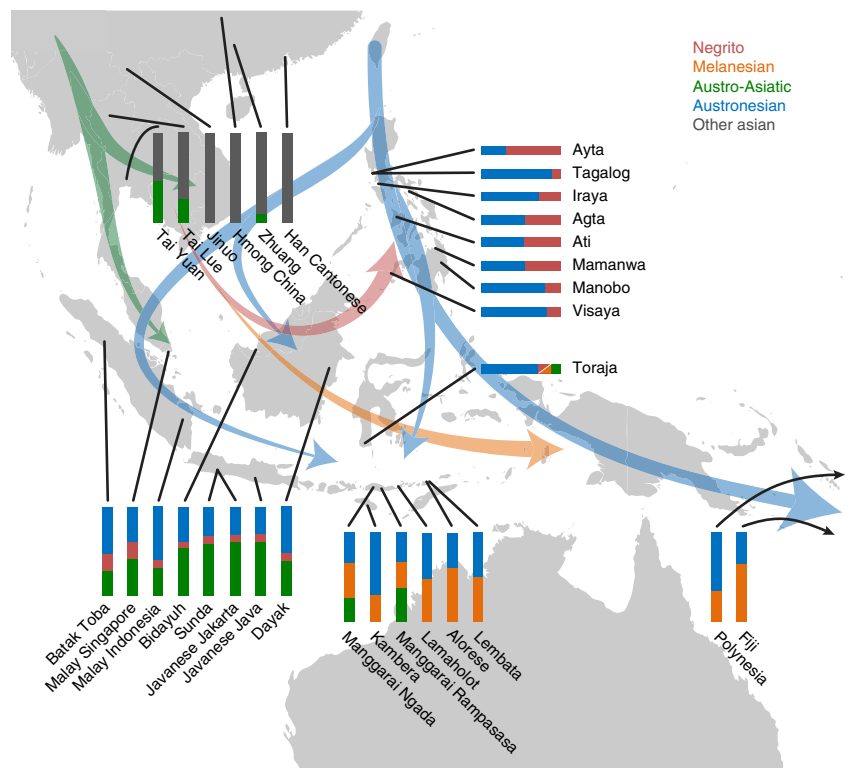 Negrito
Melanesian
Austro-Asiatic
Austronesian
Other asian
Ayta
Tagalog
Iraya
Agta
Ati
Mamanwa
Manobo
Visaya
Toraja
Tai Yuan
Tai Lue
Jinuo
Hmong China
Zhuang
Han Cantonese
Batak Toba
Malay Singapore
Malay Indonesia
Bidayuh
Sunda
Javanese Jakarta
Javanese Java
Dayak
Manggarai Ngada
Kambera
Manggarai Rampasasa
Lamaholot
Alorese
Lembata
Polynesia
Fiji